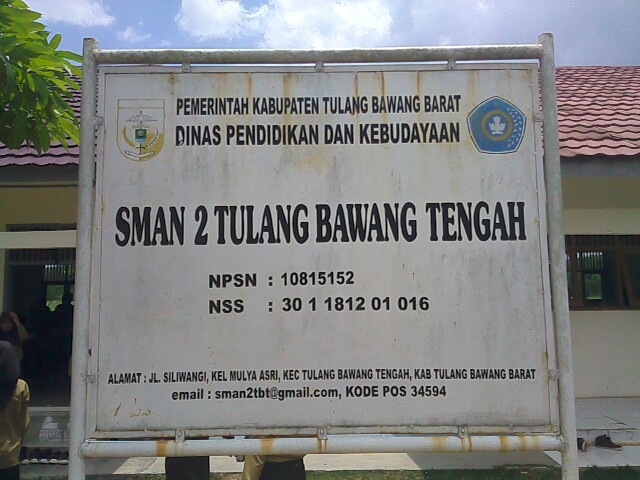 PEMERINTAH KABUPATEN TULANG BAWANG BARAT
DINAS PENDIDIKAN DAN KEBUDAYAAN
SMAN 2 TULANG BAWANG TENGAH
NPSN : 10815152
NSS : 30 1 1812 01 016
ALAMAT : JL. SILIWANGI, KEL MULYA ASRI, KEC TULANG BAWANG TENGAH, KAB TULANG BAWANG BARAT
email : sman2tbt@gmail.com, KODE POS 34594